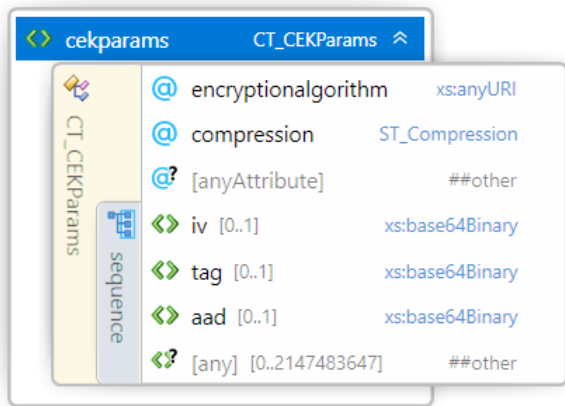 cekparams CT_CEKParams
CT_CEKParams
@ encryptionalgorithm xs:anyURI
@ compression ST_Compression
@? [anyAttribute] ##other
sequence
iv [0..1] xs:base64Binary
tag [0..1] xs:base64Binary
aad [0..1] xs:base64Binary
? [any] [0..2147483647] ##other